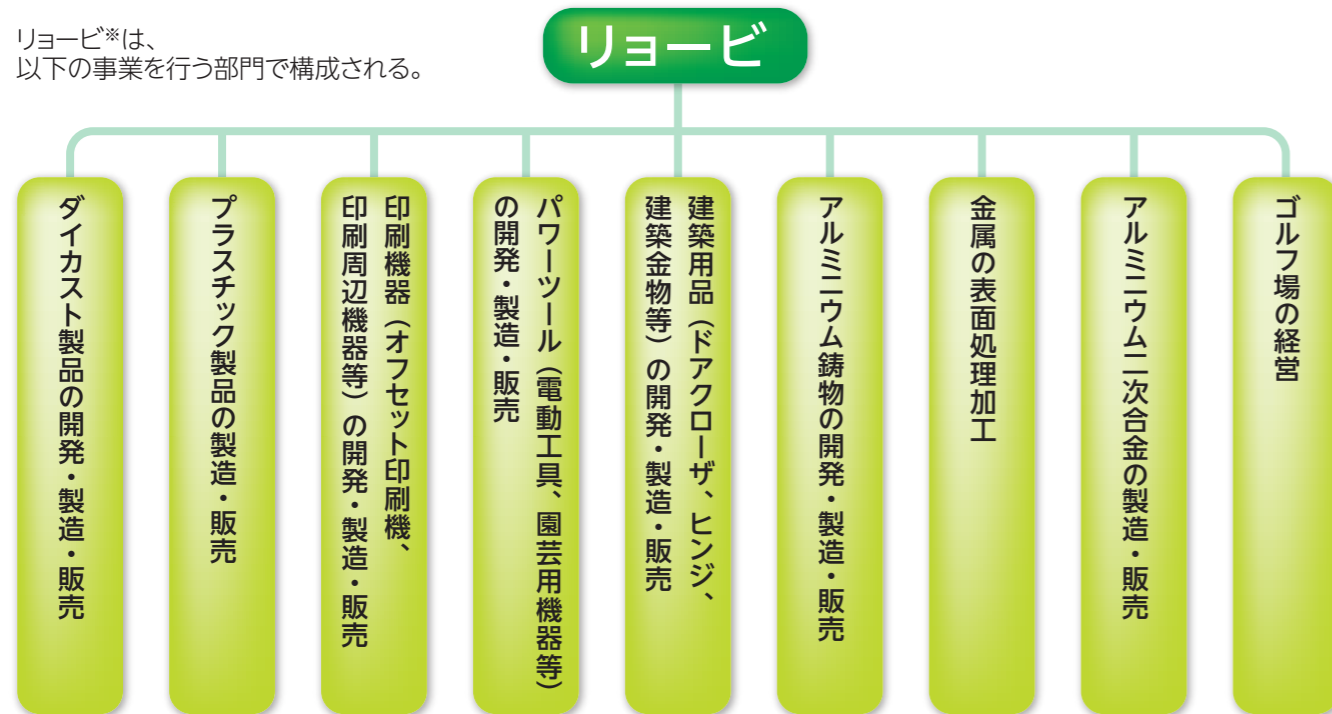 リョービ※は、
以下の事業を行う部門で構成される。
リョービ
ダイカスト製品の開発・製造・販売
プラスチック製品の製造・販売
印刷機器（オフセット印刷機、
印刷周辺機器等）の開発・製造・販売
パワーツール（電動工具、園芸用機器等）
の開発・製造・販売
建築用品（ドアクローザ、ヒンジ、
建築金物等）の開発・製造・販売
アルミニウム鋳物の開発・製造・販売
金属の表面処理加工
アルミニウム二次合金の製造・販売
ゴルフ場の経営